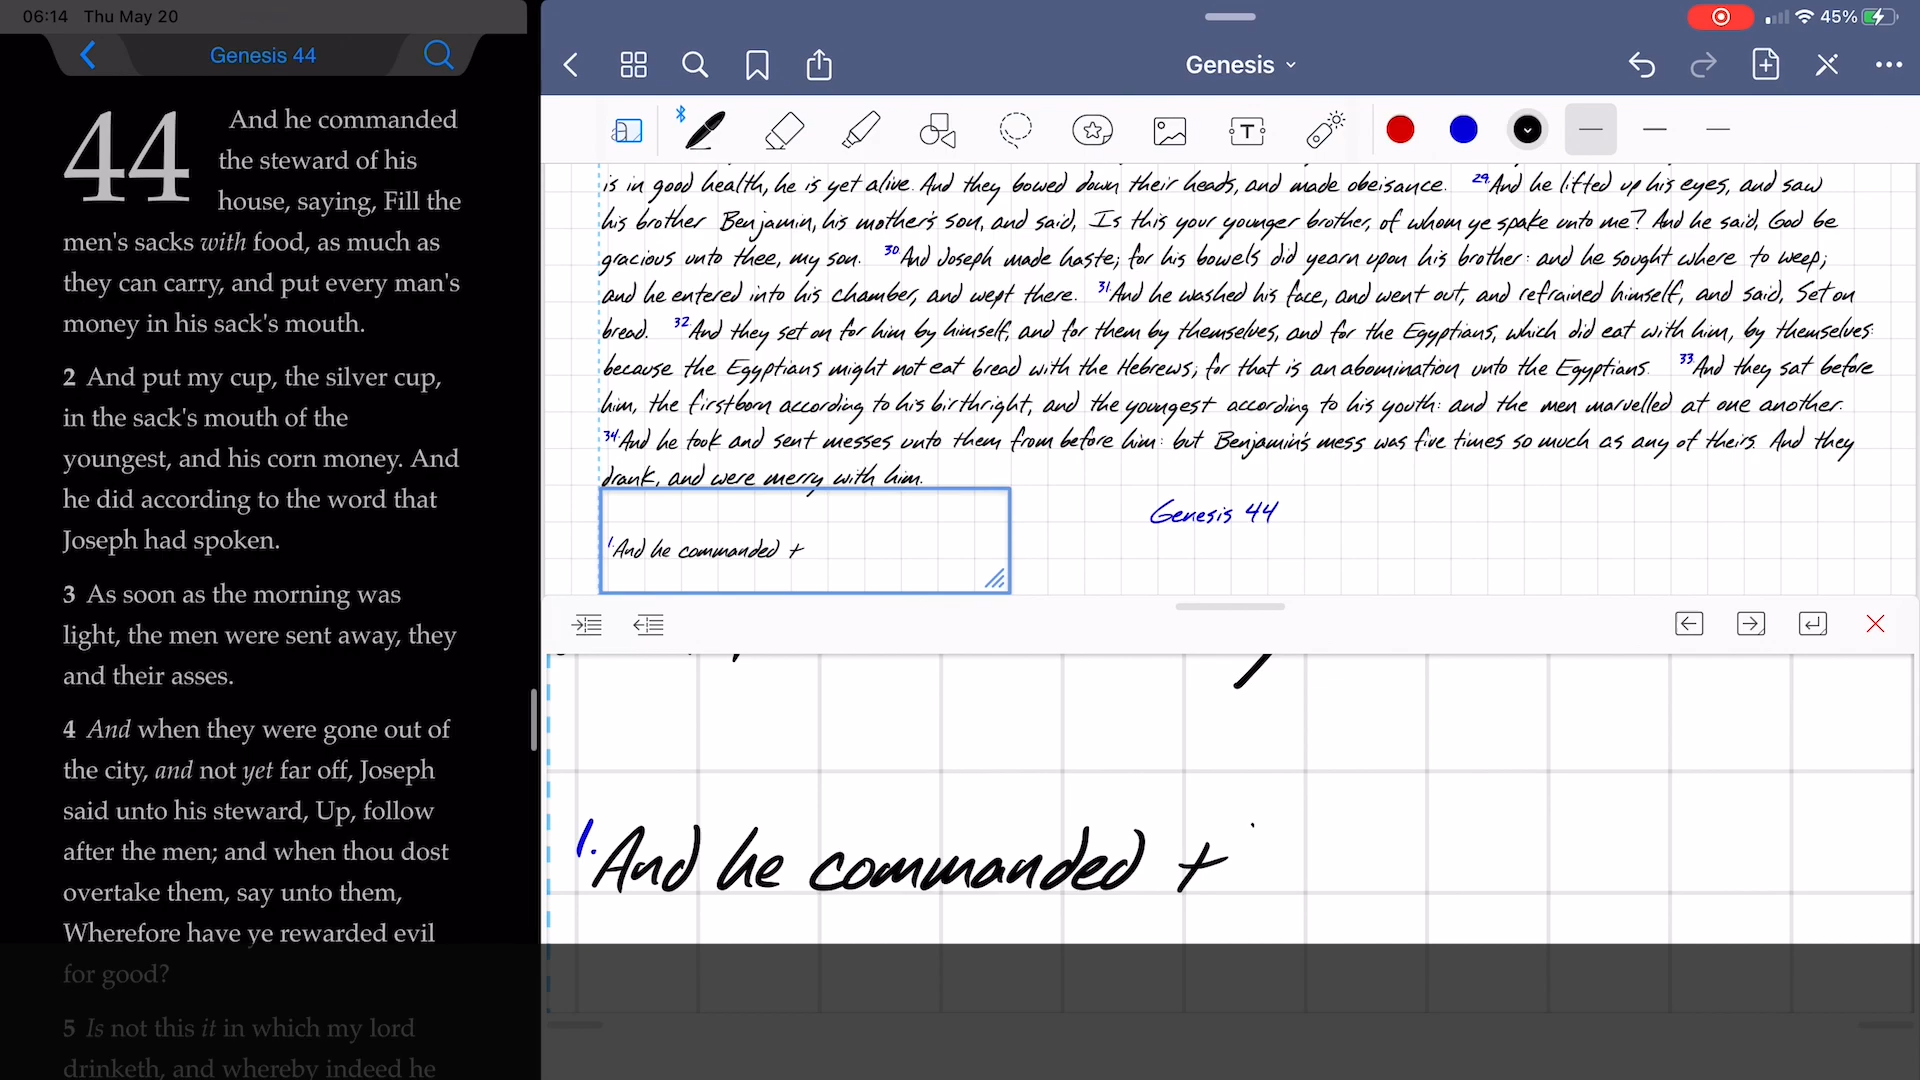 06:14 Thu May 20
Genesis 44
44 And he commanded
the steward of his
house, saying, Fill the
men's sacks with food, as much as
they can carry, and put every man's
money in his sack's mouth.
2 And put my cup, the silver cup,
in the sack's mouth of the
youngest, and his corn money. And
he did according to the word that
Joseph had spoken.
3 As soon as the morning was
light, the men were sent away, they
and their asses.
4 And when they were gone out of
the city, and not yet far off, Joseph
said unto his steward, Up, follow
after the men; and when thou dost
overtake them, say unto them,
Wherefore have ye rewarded evil
for good?
5 Is not this it in which my lord
drinketh, and whereby indeed he
45%
Genesis
is in good health, he is yet alive. And they bowed down their heads, and made obeisance. 29. And he lifted up his eyes, and saw
his brother Benjamin, his mother's son, and said, Is this your younger brother, of whom ye spake unto me? And he said, God be
gracious unto thee, my son. 30. And Joseph made haste; for his bowels did yearn upon his brother: and he sought where to weep;
and he entered into his chamber, and wept there. 31. And he washed his face, and went out, and refrained himself, and said, Set on
bread. 32. And they set on for him by himself, and for them by themselves, and for the Egyptians, which did eat with him, by themselves:
because the Egyptians might not eat bread with the Hebrews; for that is an abomination unto the Egyptians. 33. And they sat before
him, the firstborn according to his birthright, and the youngest according to his youth: and the men marvelled at one another.
34. And he took and sent messes unto them from before him: but Benjamin's mess was five times so much as any of theirs. And they
drank, and were merry with him.
Genesis 44
1. And he commanded t
1. And he commanded t